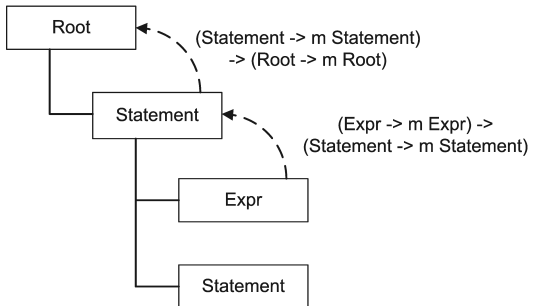 Root
(Statement -> m Statement)
-> (Root -> m Root)
Statement
(Expr -> m Expr) ->
(Statement -> m Statement)
Expr
Statement